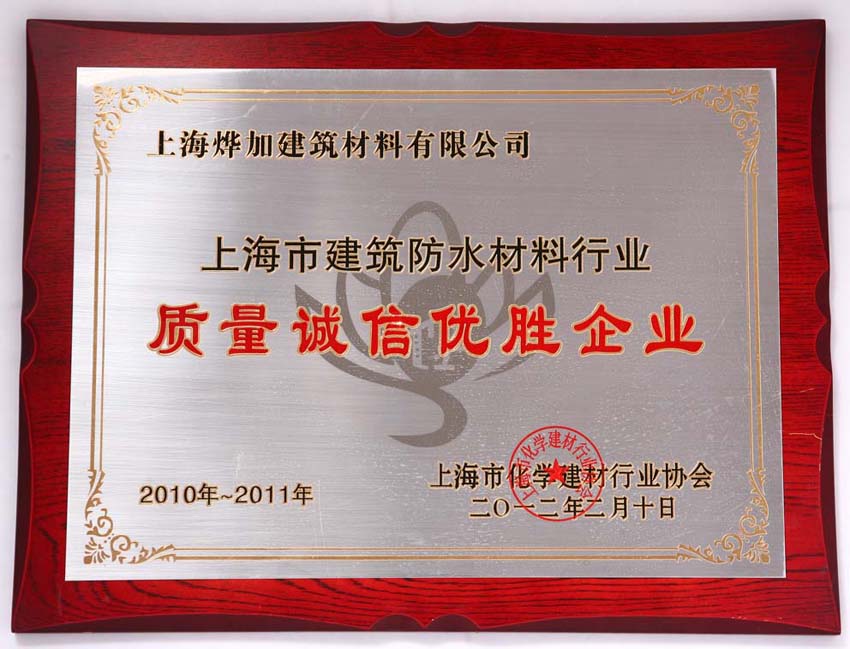 上海烨加建筑材料有限公司
上海市建筑防水材料行业
质量诚信优胜企业
2010年~2011年
上海市化学建材行业协会
二〇一二年二月十日
上海市化学建材行业协会